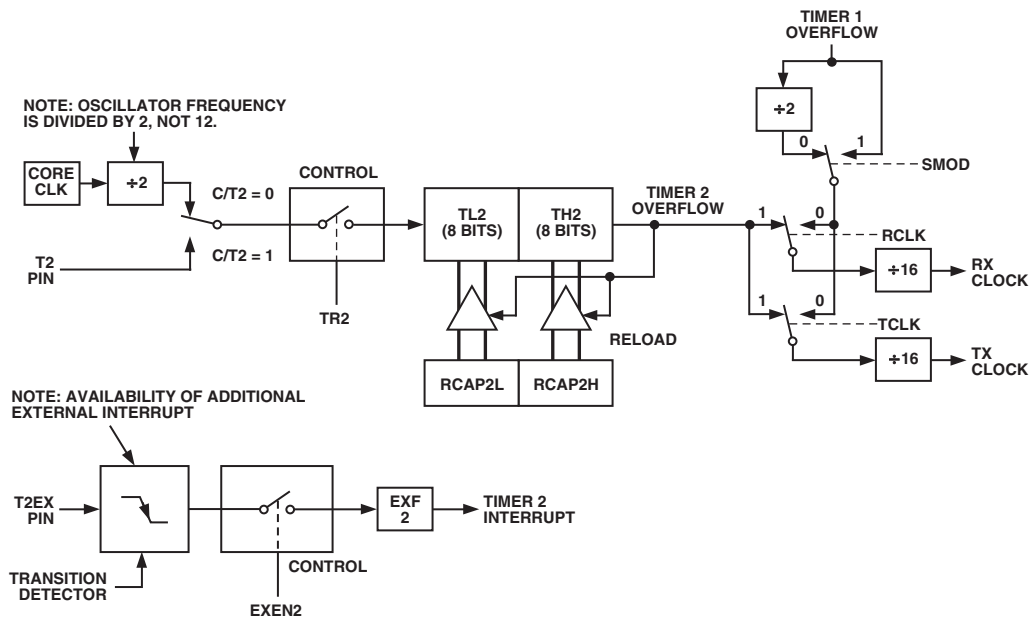 TIMER 1
OVERFLOW
NOTE: OSCILLATOR FREQUENCY
IS DIVIDED BY 2, NOT 12.
÷2
0
1
SMOD
CORE
CLK
÷2
C/T2 = 0
C/T2 = 1
T2
PIN
CONTROL
TR2
TL2
(8 BITS)
TH2
(8 BITS)
TIMER 2
OVERFLOW
1
0
RCLK
÷16
RX
CLOCK
1
0
TCLK
÷16
TX
CLOCK
RELOAD
RCAP2L
RCAP2H
NOTE: AVAILABILITY OF ADDITIONAL
EXTERNAL INTERRUPT
T2EX
PIN
EXF
2
TIMER 2
INTERRUPT
CONTROL
TRANSITION
DETECTOR
EXEN2